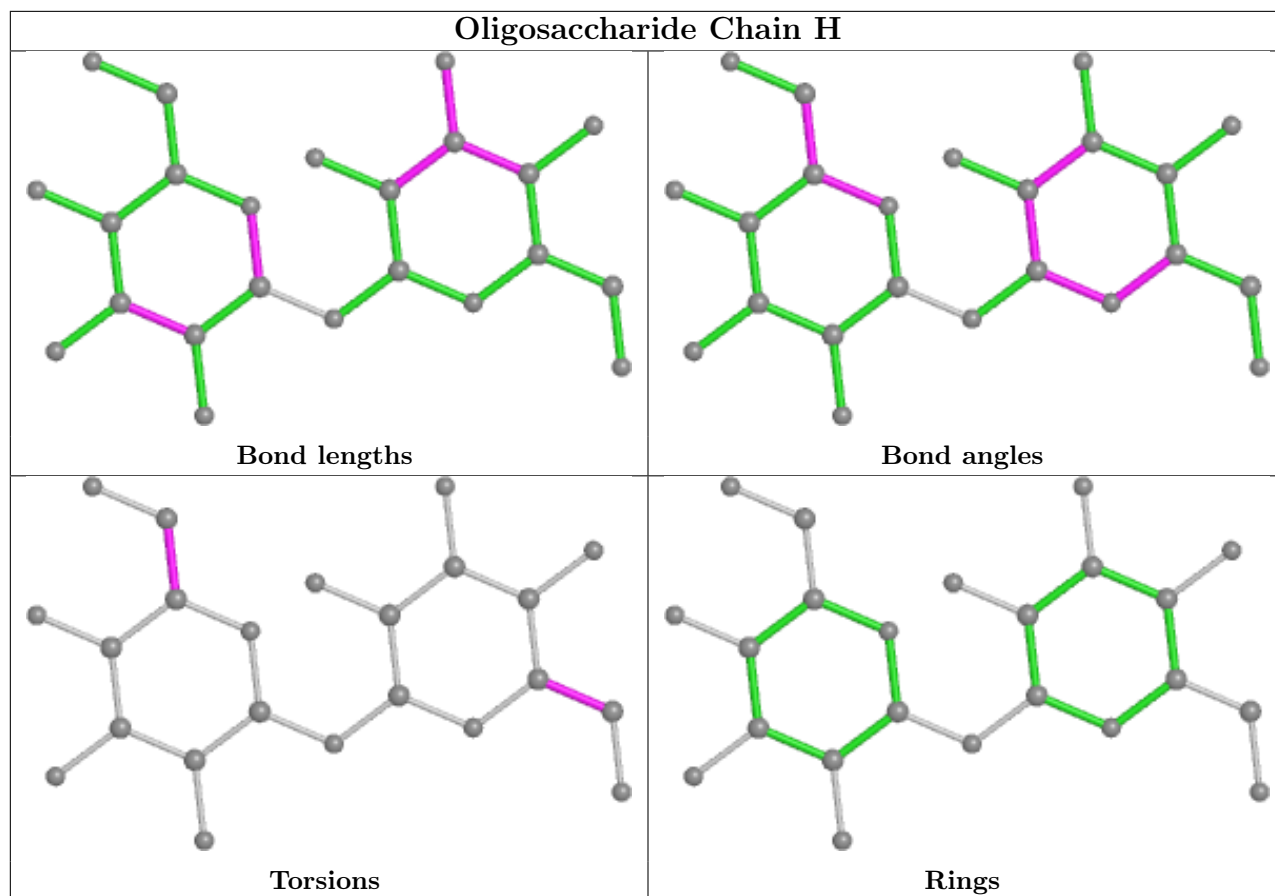 Oligosaccharide Chain H
Bond lengths
Bond angles
Torsions
Rings